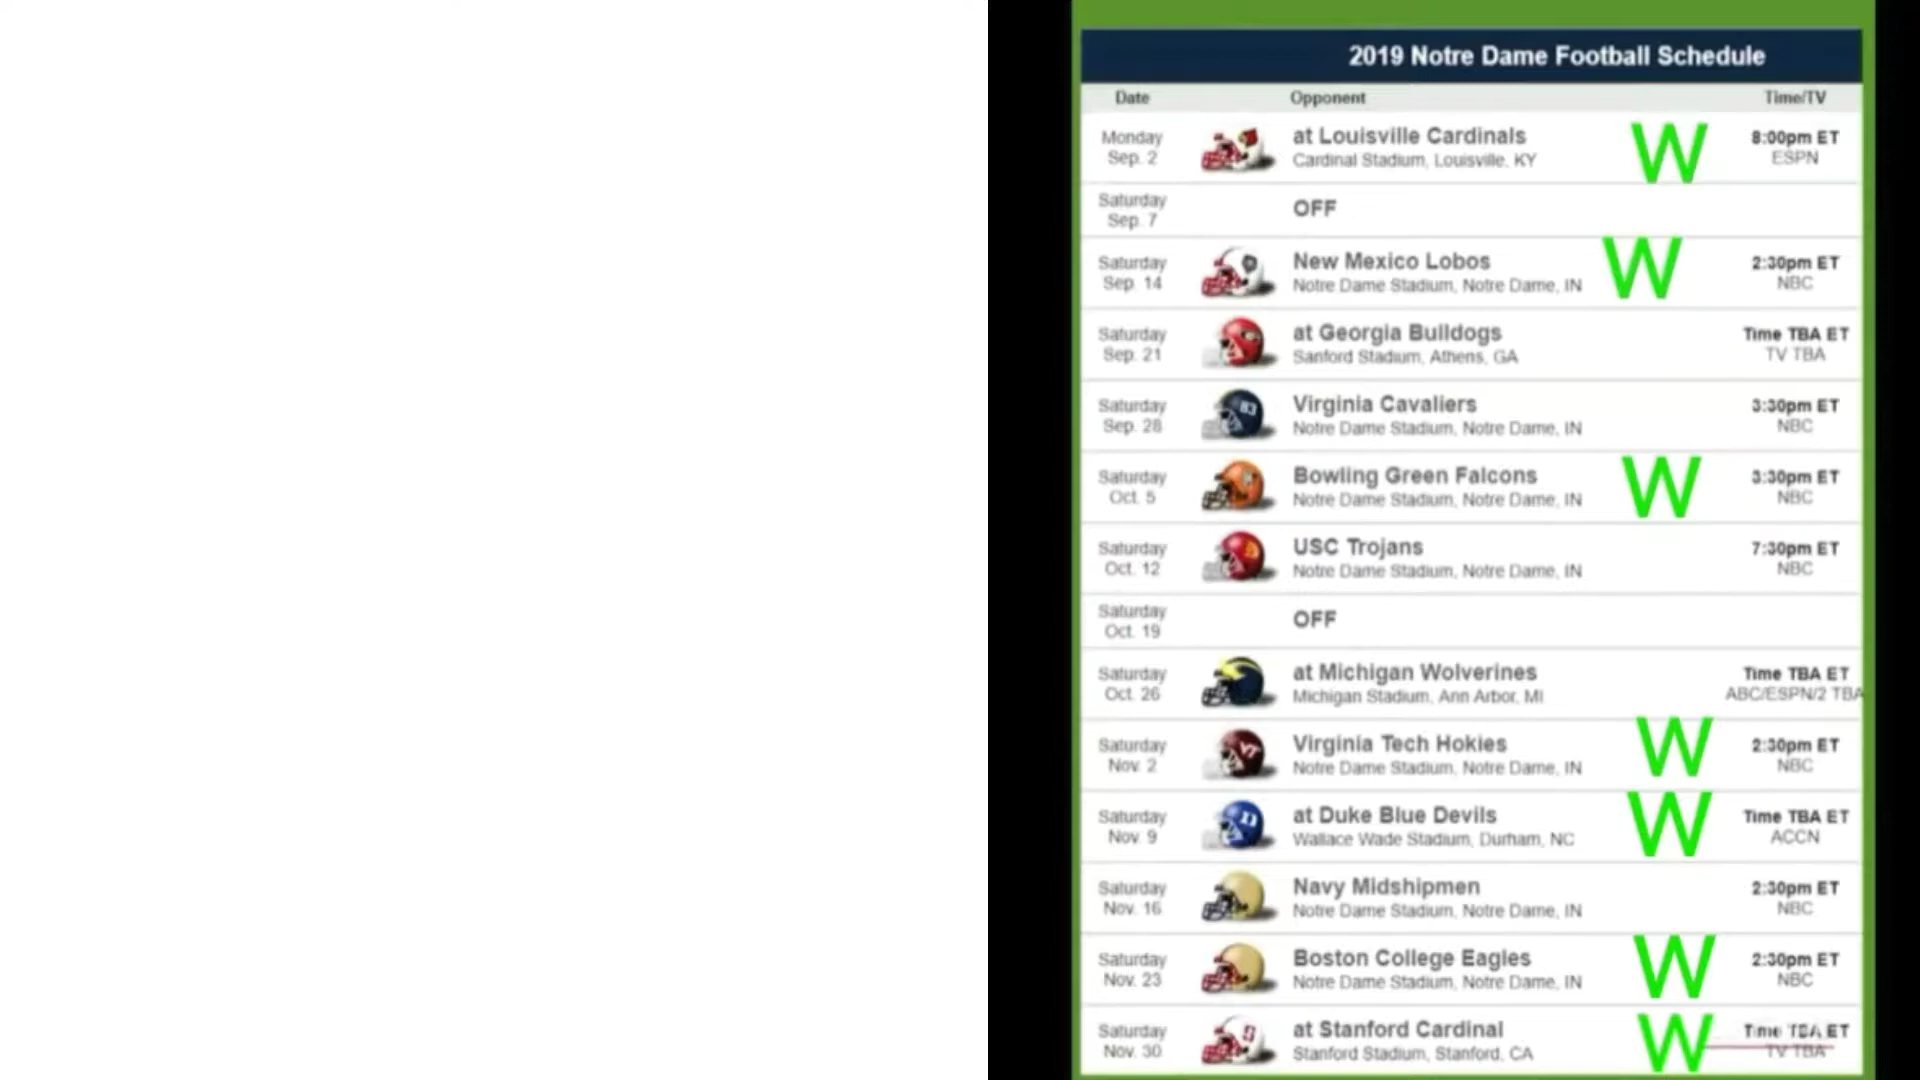 2019 Notre Dame Football Schedule
Date Opponent Time/TV
Monday at Louisville Cardinals W 8:00pm ET
Sep. 2 Cardinal Stadium, Louisville, KY ESPN
Saturday
Sep. 7 OFF
Saturday New Mexico Lobos W 2:30pm ET
Sep. 14 Notre Dame Stadium, Notre Dame, IN NBC
Saturday at Georgia Bulldogs Time TBA ET
Sep. 21 Sanford Stadium, Athens, GA TV TBA
Saturday Virginia Cavaliers 3:30pm ET
Sep. 28 Notre Dame Stadium, Notre Dame, IN NBC
Saturday Bowling Green Falcons W 3:30pm ET
Oct. 5 Notre Dame Stadium, Notre Dame, IN NBC
Saturday USC Trojans 7:30pm ET
Oct. 12 Notre Dame Stadium, Notre Dame, IN NBC
Saturday
Oct. 19 OFF
Saturday at Michigan Wolverines Time TBA ET
Oct. 26 Michigan Stadium, Ann Arbor, MI ABC/ESPN/2 TBA
Saturday Virginia Tech Hokies W 2:30pm ET
Nov. 2 Notre Dame Stadium, Notre Dame, IN NBC
Saturday at Duke Blue Devils W Time TBA ET
Nov. 9 Wallace Wade Stadium, Durham, NC ACCN
Saturday Navy Midshipmen 2:30pm ET
Nov. 16 Notre Dame Stadium, Notre Dame, IN NBC
Saturday Boston College Eagles W 2:30pm ET
Nov. 23 Notre Dame Stadium, Notre Dame, IN NBC
Saturday at Stanford Cardinal W Time TBA ET
Nov. 30 Stanford Stadium, Stanford, CA TV TBA